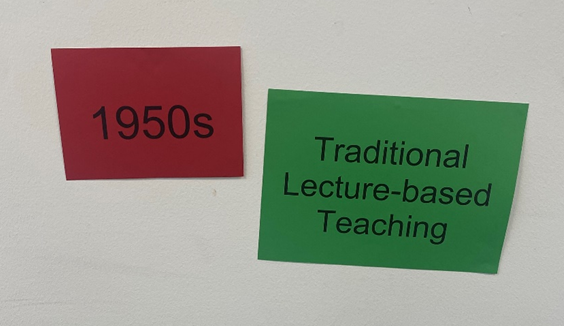 1950s
Traditional
Lecture-based
Teaching